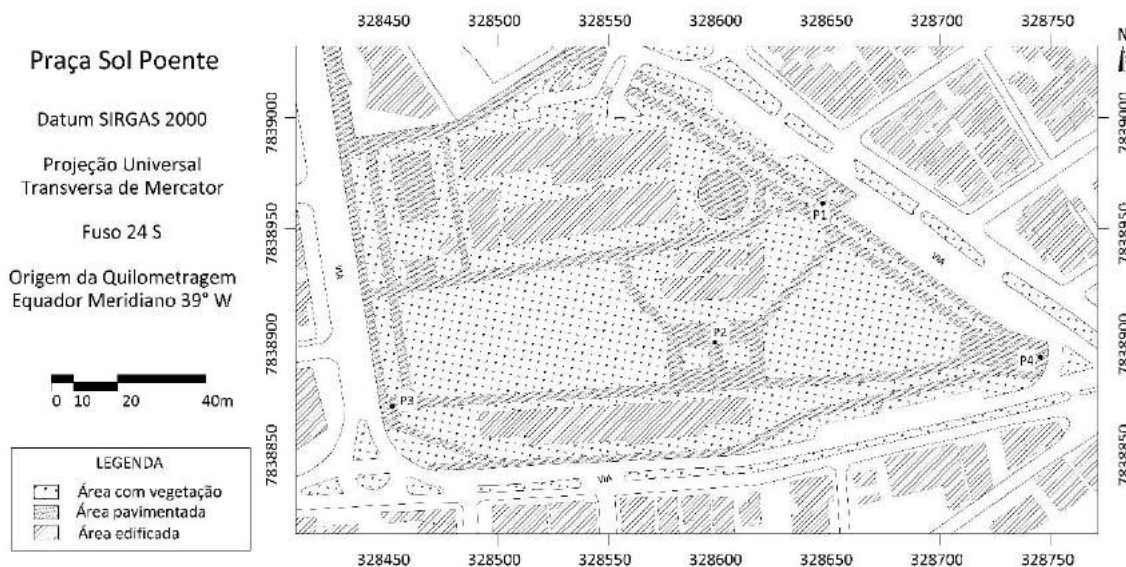 Praça Sol Poente
Datum SIRGAS 2000
Projeção Universal
Transversa de Mercator
Fuso 24 S
Origem da Quilometragem
Equador Meridiano 39° W
0 10 20 40m
LEGENDA
Área com vegetação
Área pavimentada
Área edificada
328450 328500 328550 328600 328650 328700 328750
N
7839000
7839000
7838950
7838950
7838900
7838900
7838850
7838850
P1
VIA
VIA
P2
P4
P3
VIA
328450 328500 328550 328600 328650 328700 328750